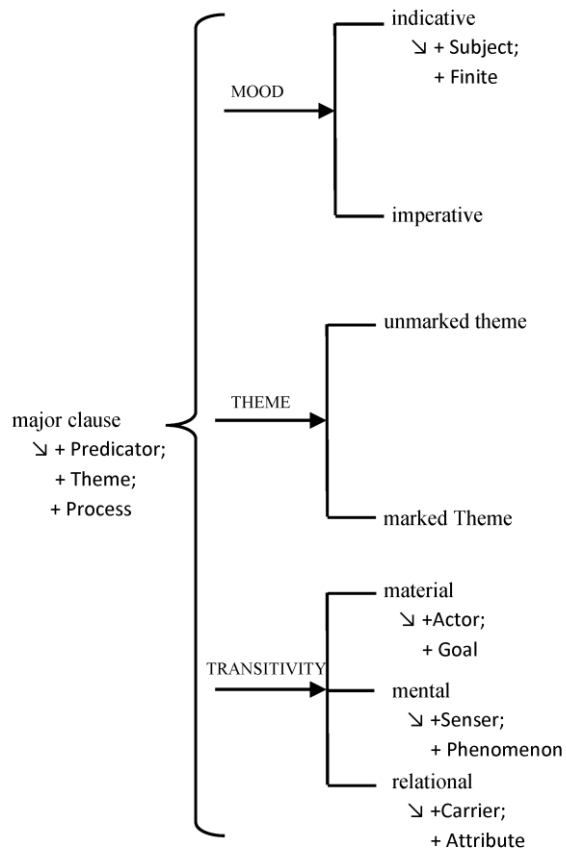 indicative
↘ + Subject;
+ Finite
MOOD
imperative
unmarked theme
THEME
major clause
↘ + Predicator;
+ Theme;
+ Process
marked Theme
material
↘ +Actor;
+ Goal
TRANSITIVITY
mental
↘ +Senser;
+ Phenomenon
relational
↘ +Carrier;
+ Attribute